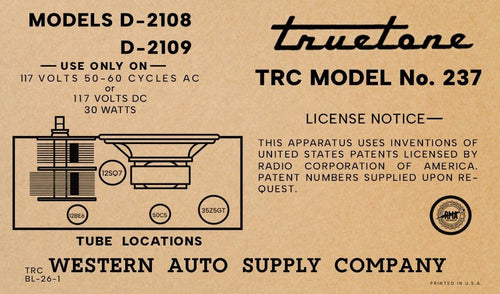 MODELS D-2108
D-2109
— USE ONLY ON —
117 VOLTS 50-60 CYCLES AC
or
117 VOLTS DC
30 WATTS
12SQ7
12BE6
50C5
35Z5GT
TUBE LOCATIONS
truetone
TRC MODEL No. 237
LICENSE NOTICE—
THIS APPARATUS USES INVENTIONS OF
UNITED STATES PATENTS LICENSED BY
RADIO CORPORATION OF AMERICA.
PATENT NUMBERS SUPPLIED UPON RE-
QUEST.
RMA
TRC
BL-26-1
WESTERN AUTO SUPPLY COMPANY
PRINTED IN U.S.A.